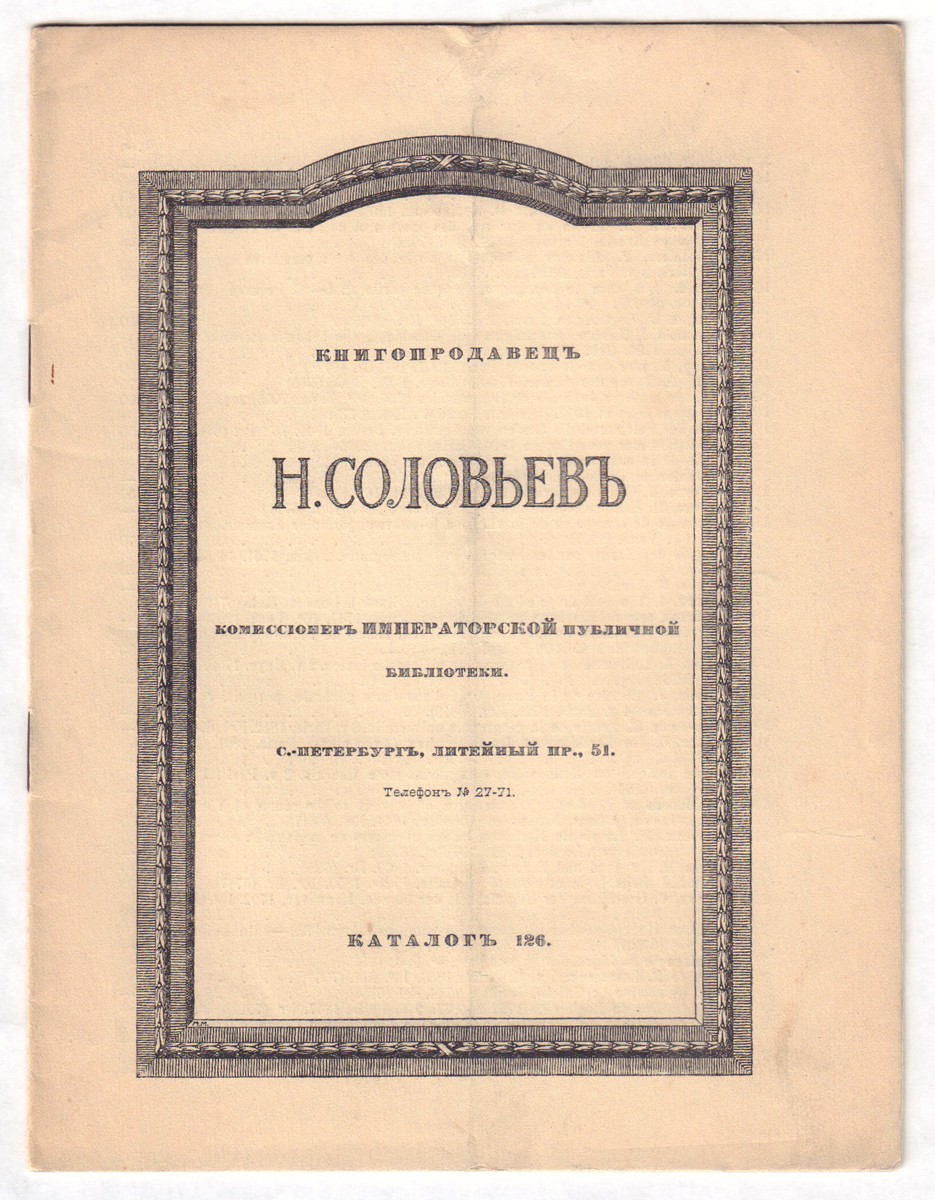 КНИГОПРОДАВЕЦЪ
Н.СОЛОВЬЕВЪ
КОМИССІОНЕРЪ ИМПЕРАТОРСКОЙ ПУБЛИЧНОЙ
БИБЛІОТЕКИ.
С.-ПЕТЕРБУРГЪ, ЛИТЕЙНЫЙ ПР., 51.
Телефонъ № 27-71.
КАТАЛОГЪ 126.